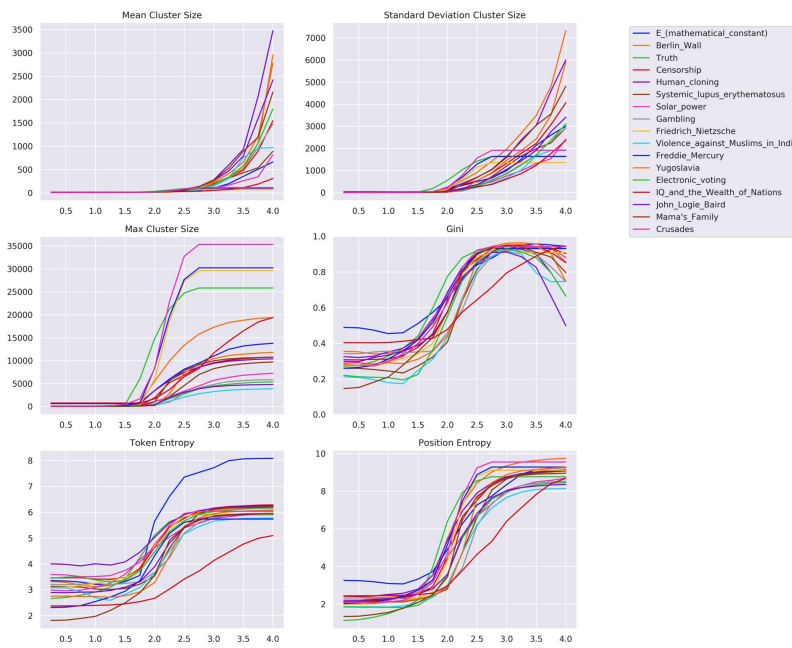 Mean Cluster Size
Standard Deviation Cluster Size
3500
3000
2500
2000
1500
1000
500
0
0.5 1.0 1.5 2.0 2.5 3.0 3.5 4.0
7000
6000
5000
4000
3000
2000
1000
0
0.5 1.0 1.5 2.0 2.5 3.0 3.5 4.0
E_(mathematical_constant)
Berlin_Wall
Truth
Censorship
Human_cloning
Systemic_lupus_erythematosus
Solar_power
Gambling
Friedrich_Nietzsche
Violence_against_Muslims_in_Indi
Freddie_Mercury
Yugoslavia
Electronic_voting
IQ_and_the_Wealth_of_Nations
John_Logie_Baird
Mama's_Family
Crusades
Max Cluster Size
Gini
35000
30000
25000
20000
15000
10000
5000
0
0.5 1.0 1.5 2.0 2.5 3.0 3.5 4.0
1.0
0.8
0.6
0.4
0.2
0.0
0.5 1.0 1.5 2.0 2.5 3.0 3.5 4.0
Token Entropy
Position Entropy
8
7
6
5
4
3
2
0.5 1.0 1.5 2.0 2.5 3.0 3.5 4.0
10
8
6
4
2
0.5 1.0 1.5 2.0 2.5 3.0 3.5 4.0